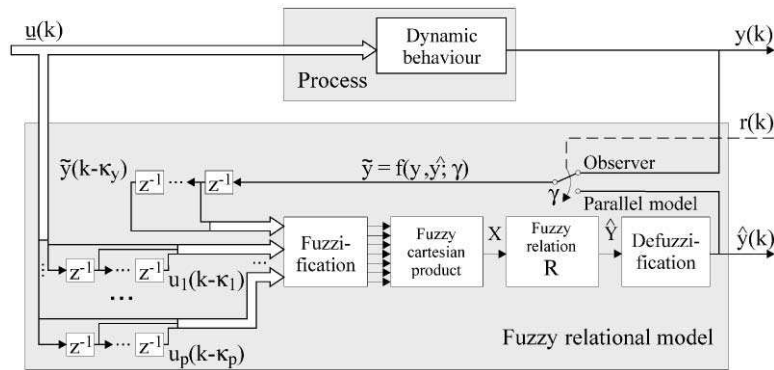 u(k)
Dynamic
behaviour
Process
y(k)
r(k)
ỹ(k-κy)
z-1 ... z-1
ỹ = f(y,ŷ; γ)
Observer
γ
Parallel model
Fuzzi-
fication
Fuzzy
cartesian
product
X
Fuzzy
relation
R
Ŷ
Defuzzi-
fication
ŷ(k)
...
z-1 ... z-1
u1(k-κ1)
...
...
z-1 ... z-1
up(k-κp)
Fuzzy relational model